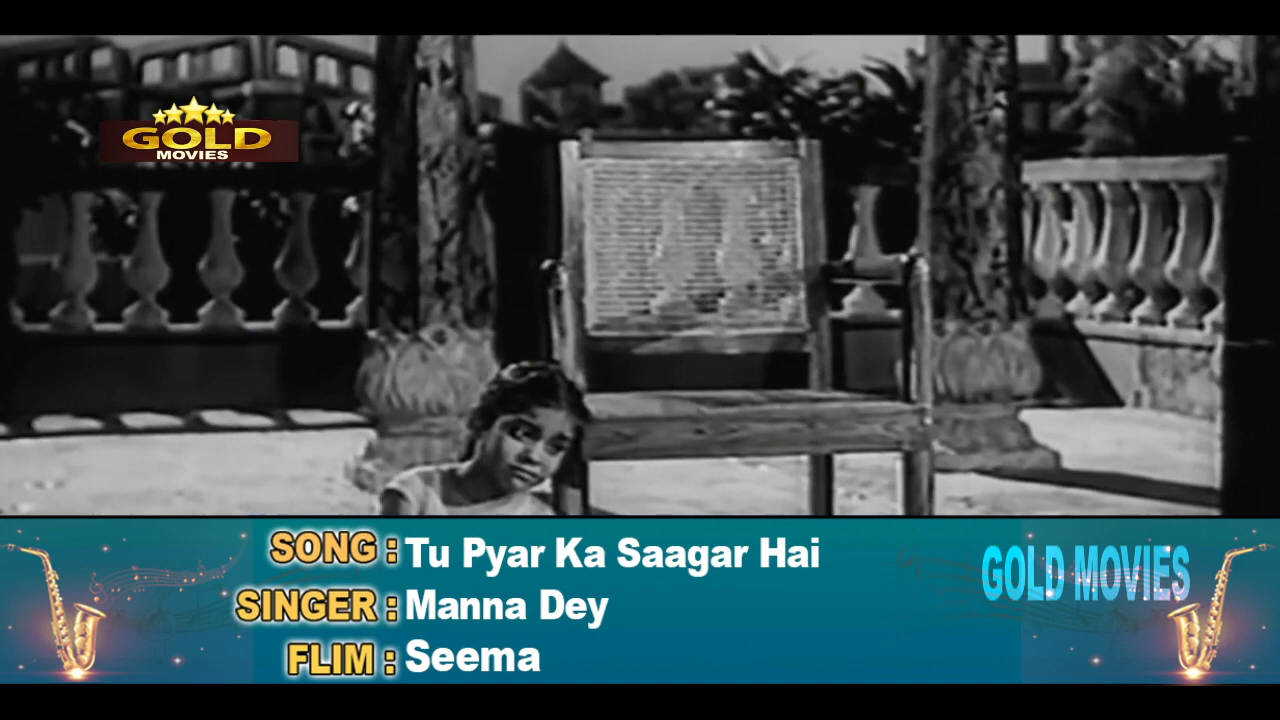 GOLD
MOVIES
SONG : Tu Pyar Ka Saagar Hai
GOLD MOVIES
SINGER : Manna Dey
FLIM : Seema